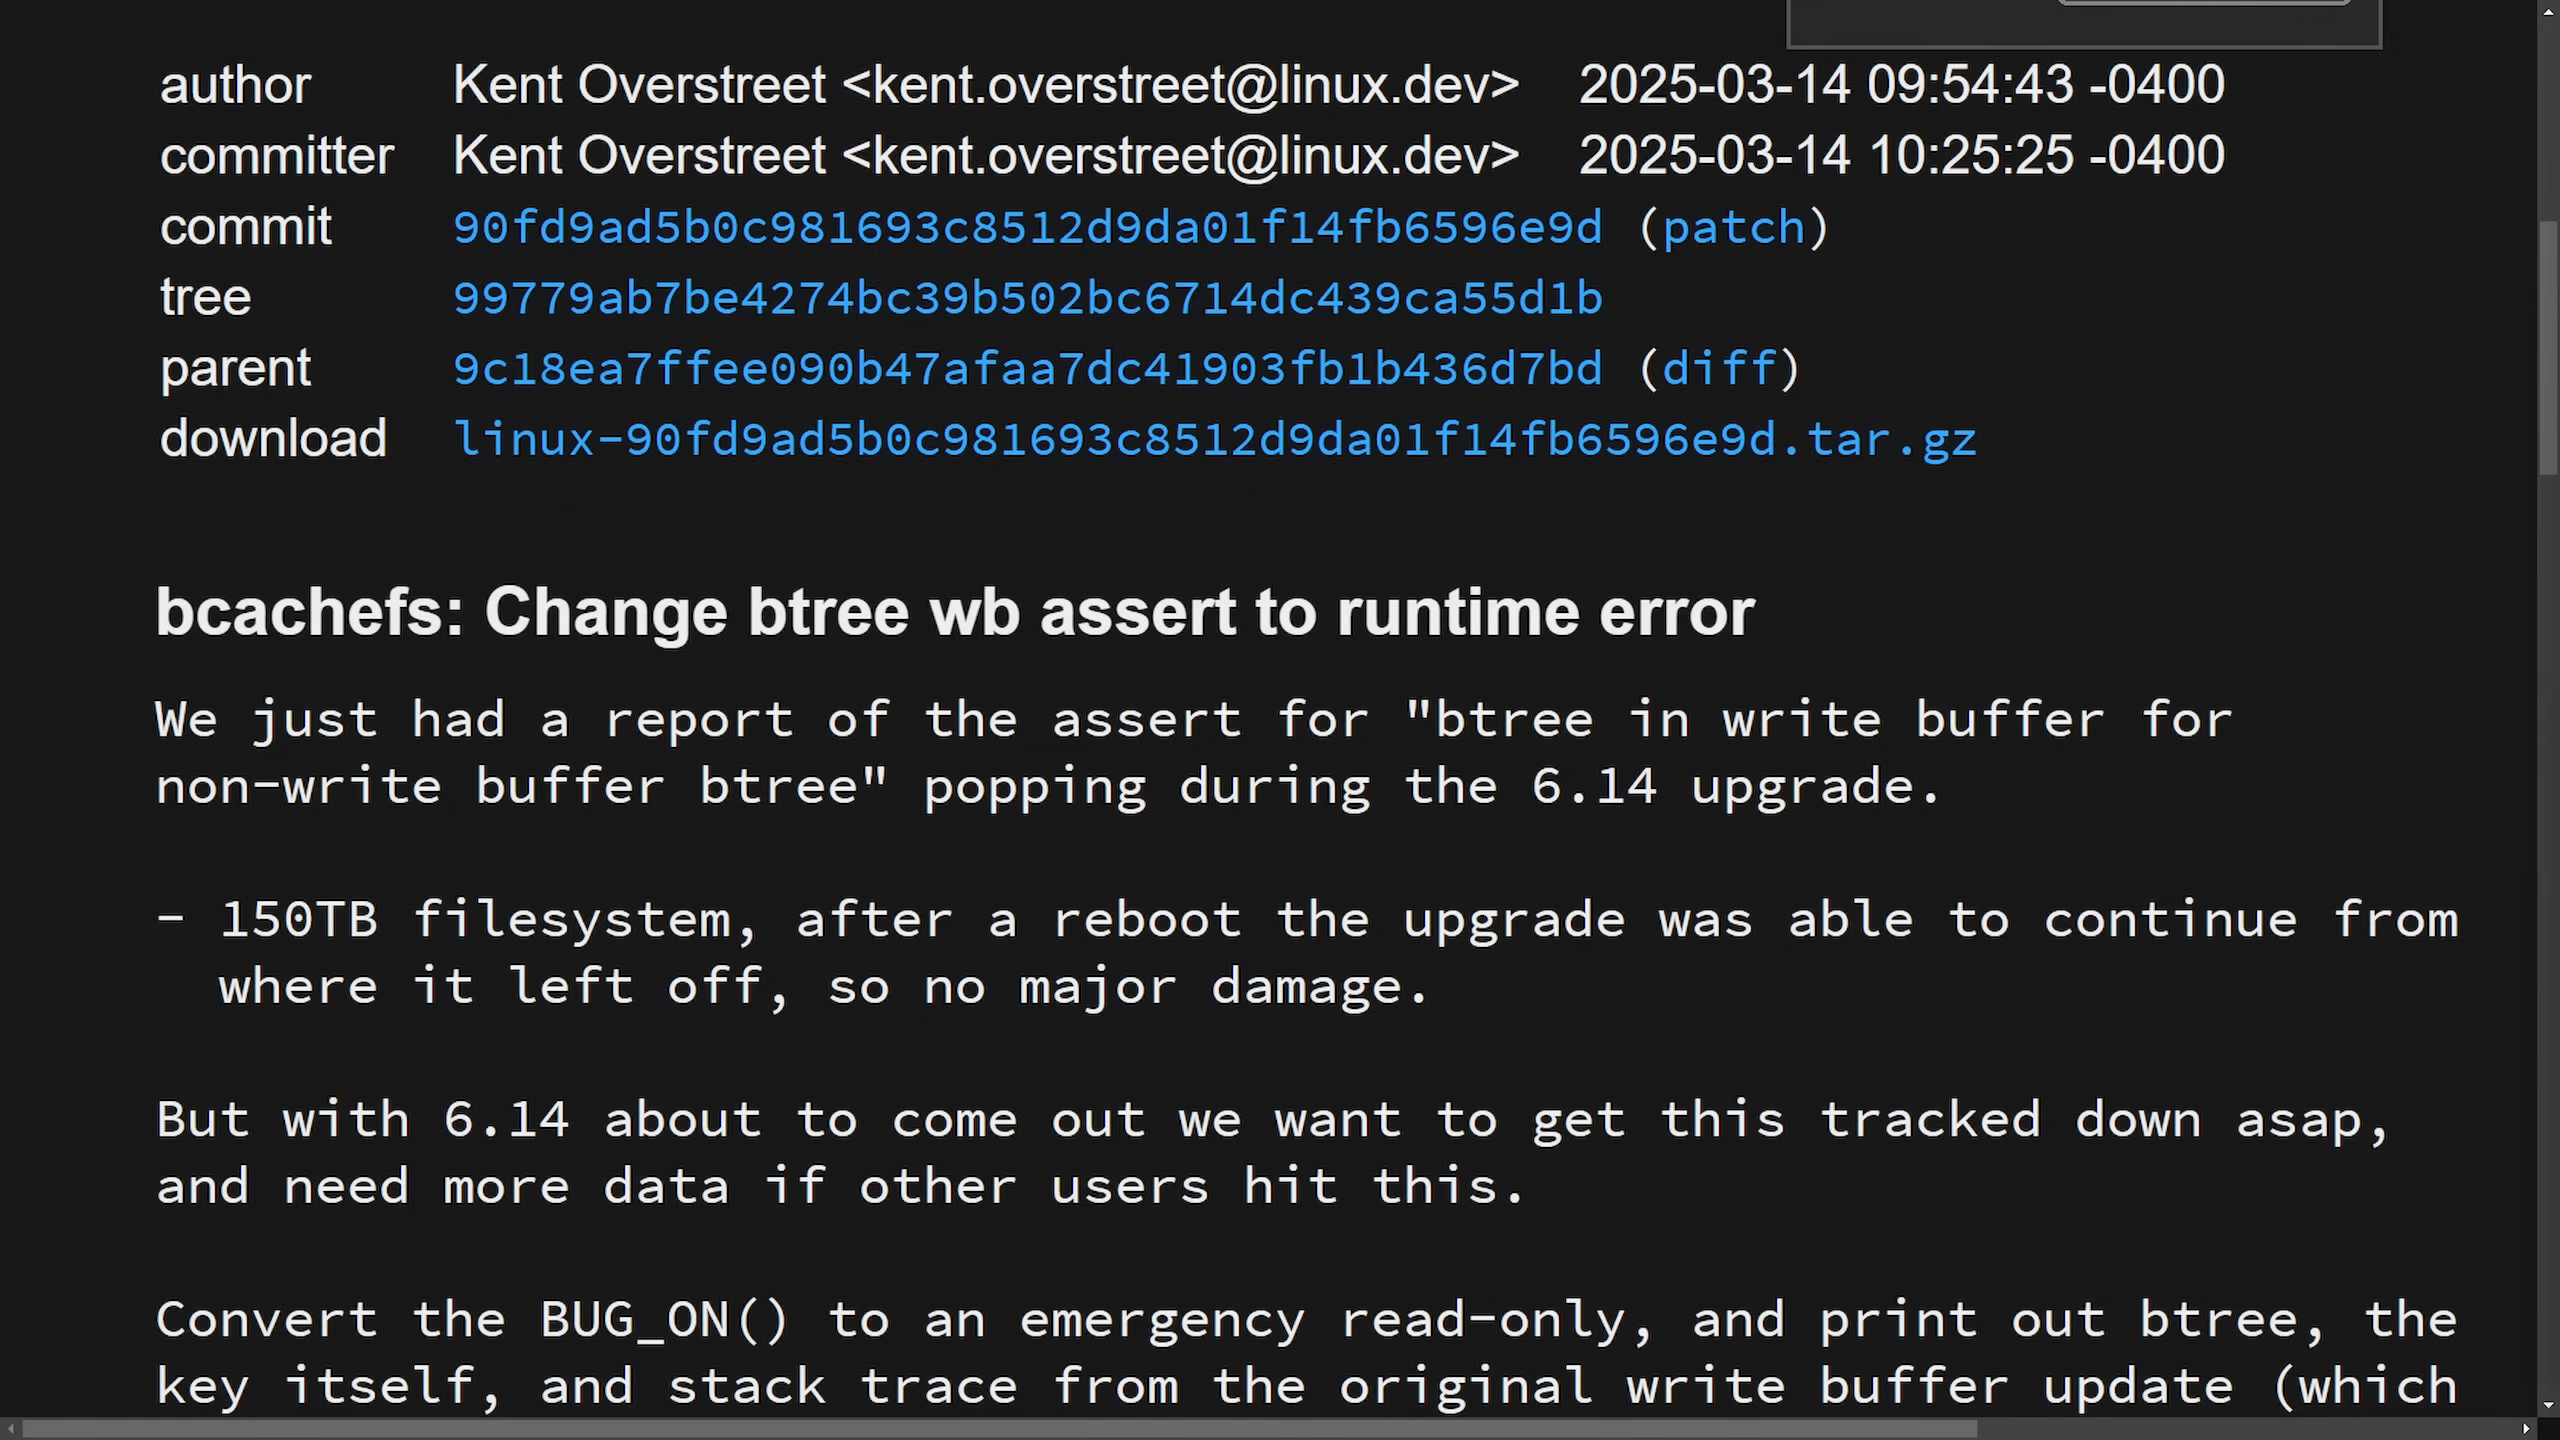 author Kent Overstreet <kent.overstreet@linux.dev> 2025-03-14 09:54:43 -0400
committer Kent Overstreet <kent.overstreet@linux.dev> 2025-03-14 10:25:25 -0400
commit 90fd9ad5b0c981693c8512d9da01f14fb6596e9d (patch)
tree 99779ab7be4274bc39b502bc6714dc439ca55d1b
parent 9c18ea7ffee090b47afaa7dc41903fb1b436d7bd (diff)
download linux-90fd9ad5b0c981693c8512d9da01f14fb6596e9d.tar.gz
bcachefs: Change btree wb assert to runtime error
We just had a report of the assert for "btree in write buffer for
non-write buffer btree" popping during the 6.14 upgrade.
- 150TB filesystem, after a reboot the upgrade was able to continue from
where it left off, so no major damage.
But with 6.14 about to come out we want to get this tracked down asap,
and need more data if other users hit this.
Convert the BUG_ON() to an emergency read-only, and print out btree, the
key itself, and stack trace from the original write buffer update (which